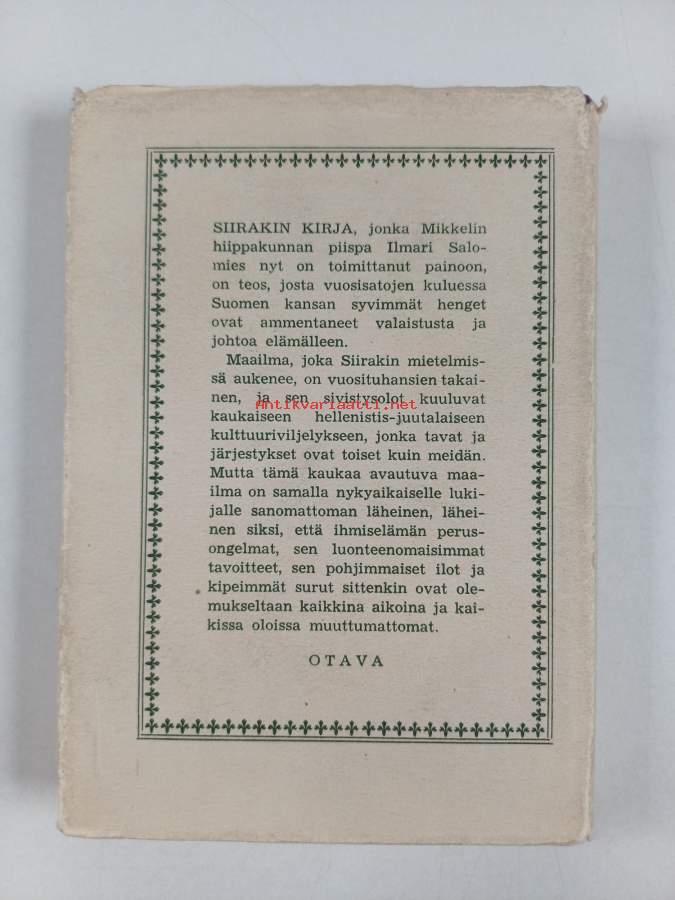 SIIRAKIN KIRJA, jonka Mikkelin
hiippakunnan piispa Ilmari Salo-
mies nyt on toimittanut painoon,
on teos, josta vuosisatojen kuluessa
Suomen kansan syvimmät henget
ovat ammentaneet valaistusta ja
johtoa elämälleen.
Maailma, joka Siirakin mietelmis-
sä aukenee, on vuosituhansien takai-
nen, ja sen sivistysolot kuuluvat
antikvariaatti.net
kaukaiseen hellenistis-juutalaiseen
kulttuuriviljelykseen, jonka tavat ja
järjestykset ovat toiset kuin meidän.
Mutta tämä kaukaa avautuva maa-
ilma on samalla nykyaikaiselle luki-
jalle sanomattoman läheinen, lähei-
nen siksi, että ihmiselämän perus-
ongelmat, sen luonteenomaisimmat
tavoitteet, sen pohjimmaiset ilot ja
kipeimmät surut sittenkin ovat ole-
mukseltaan kaikkina aikoina ja kai-
kissa oloissa muuttumattomat.
OTAVA